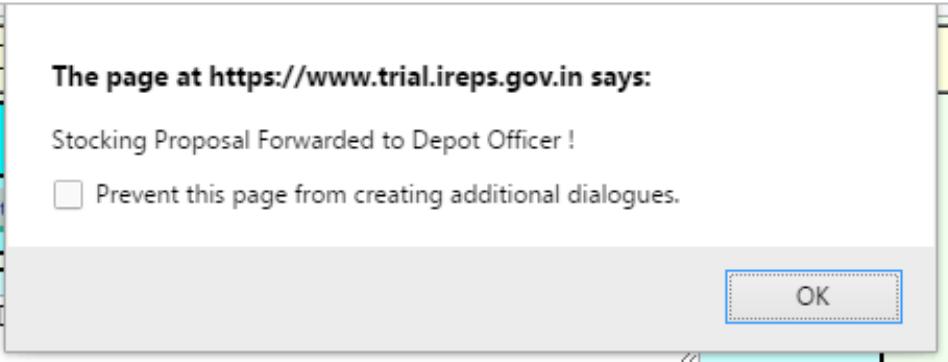 The page at https://www.trial.ireps.gov.in says:
Stocking Proposal Forwarded to Depot Officer !
Prevent this page from creating additional dialogues.
OK